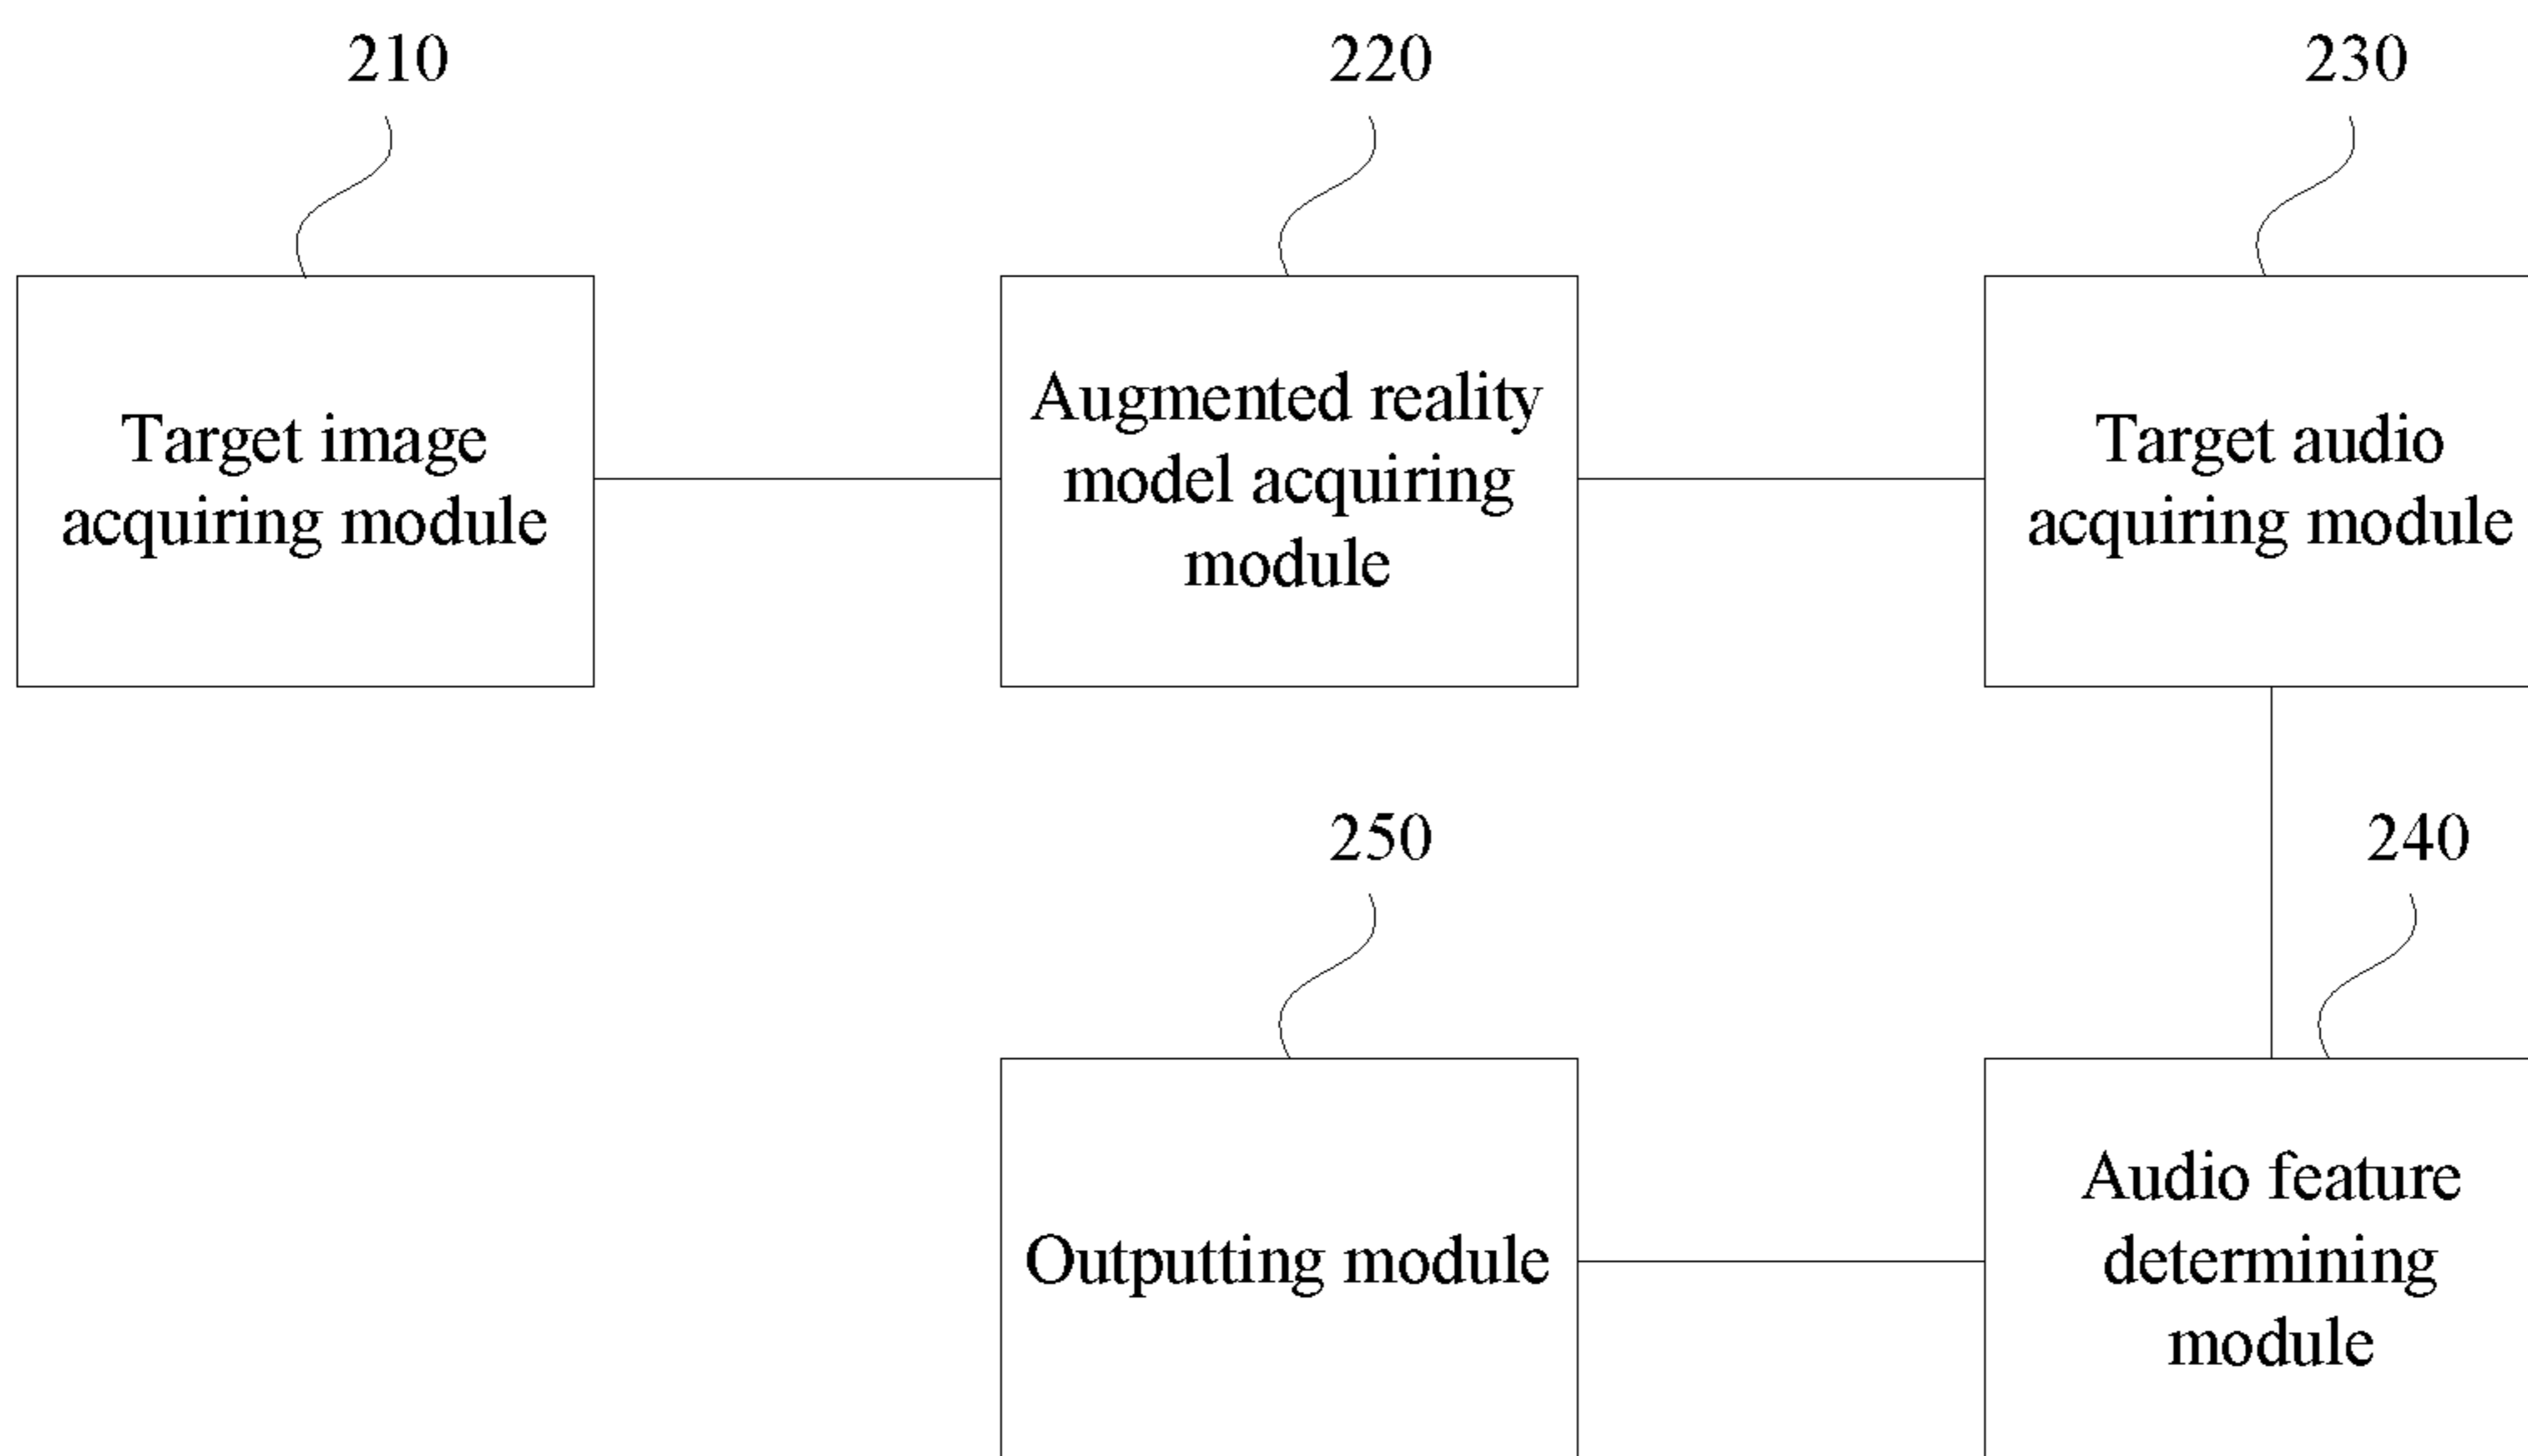 210
220
230
Target image
acquiring module
Augmented reality
model acquiring
module
Target audio
acquiring module
250
240
Outputting module
Audio feature
determining
module